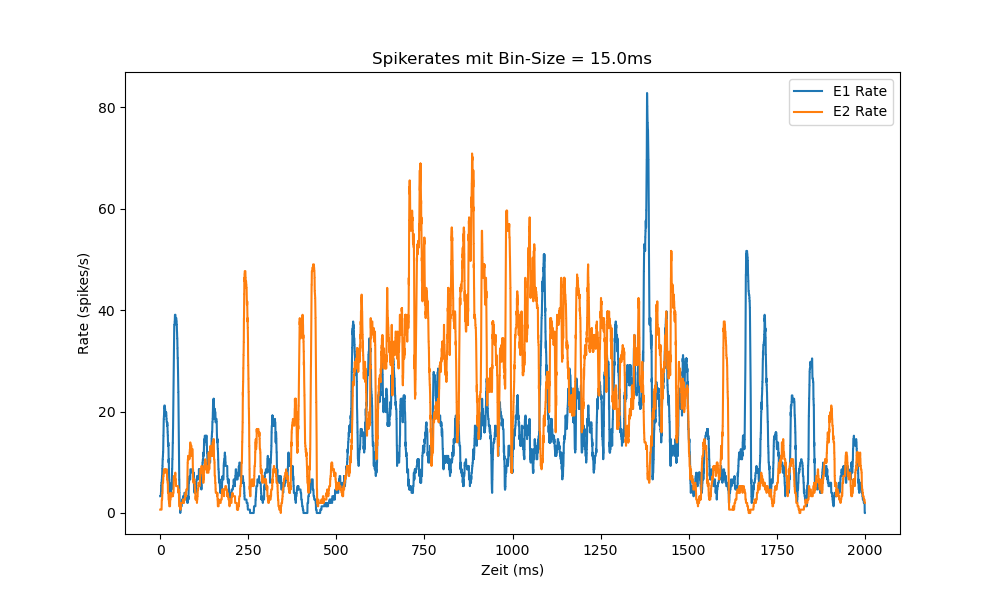 Spikerates mit Bin-Size = 15.0ms
E1 Rate
E2 Rate
80
60
40
20
0
Rate (spikes/s)
0 250 500 750 1000 1250 1500 1750 2000
Zeit (ms)